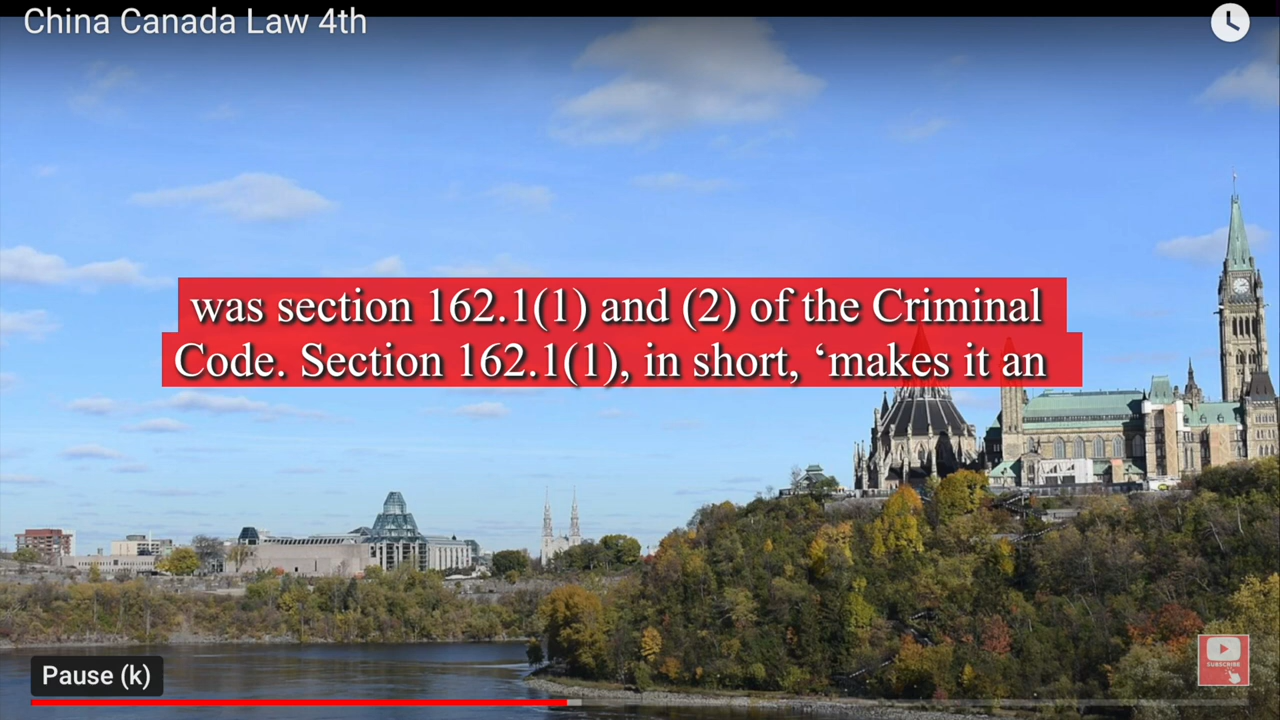 China Canada Law 4th
was section 162.1(1) and (2) of the Criminal
Code. Section 162.1(1), in short, ‘makes it an
SUBSCRIBE
Pause (k)